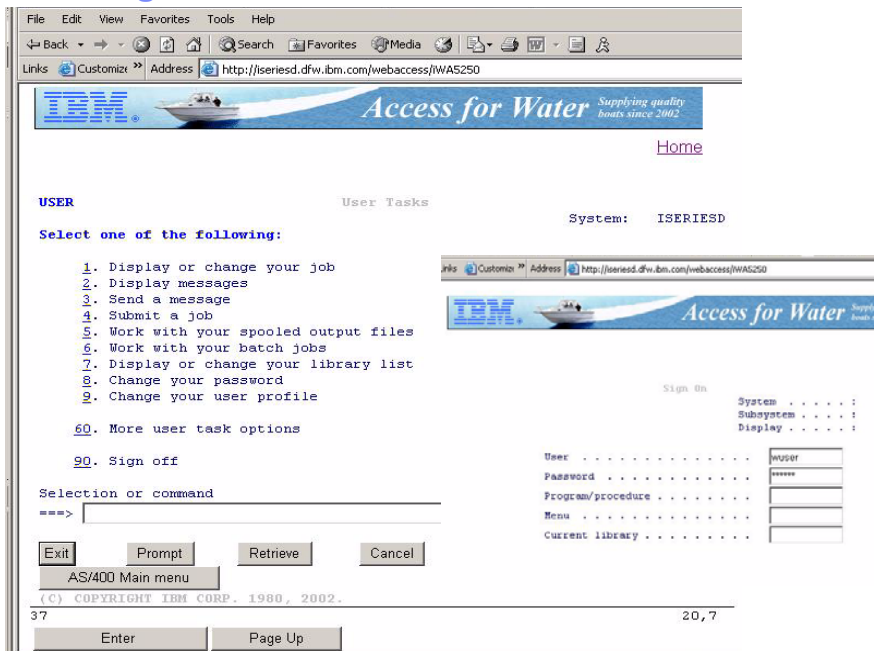 File Edit View Favorites Tools Help
Back Search Favorites Media
Links Customize » Address http://iseriesd.dfw.ibm.com/webaccess/iWA5250
IBM. Access for Water Supplying quality boats since 2002
Home
USER User Tasks
System: ISERIESD
Select one of the following:
1. Display or change your job
2. Display messages
3. Send a message
4. Submit a job
5. Work with your spooled output files
6. Work with your batch jobs
7. Display or change your library list
8. Change your password
9. Change your user profile
60. More user task options
90. Sign off
Selection or command
===>
Exit Prompt Retrieve Cancel
AS/400 Main menu
(C) COPYRIGHT IBM CORP. 1980, 2002.
37 20,7
Enter Page Up
Links Customize » Address http://iseriesd.dfw.ibm.com/webaccess/iWA5250
IBM. Access for Water
Sign On
System . . . . . :
Subsystem . . . . :
Display . . . . . :
User . . . . . . . . . . . . . . wuser
Password . . . . . . . . . . . . ******
Program/procedure . . . . . . . .
Menu . . . . . . . . . . . . . .
Current library . . . . . . . . .